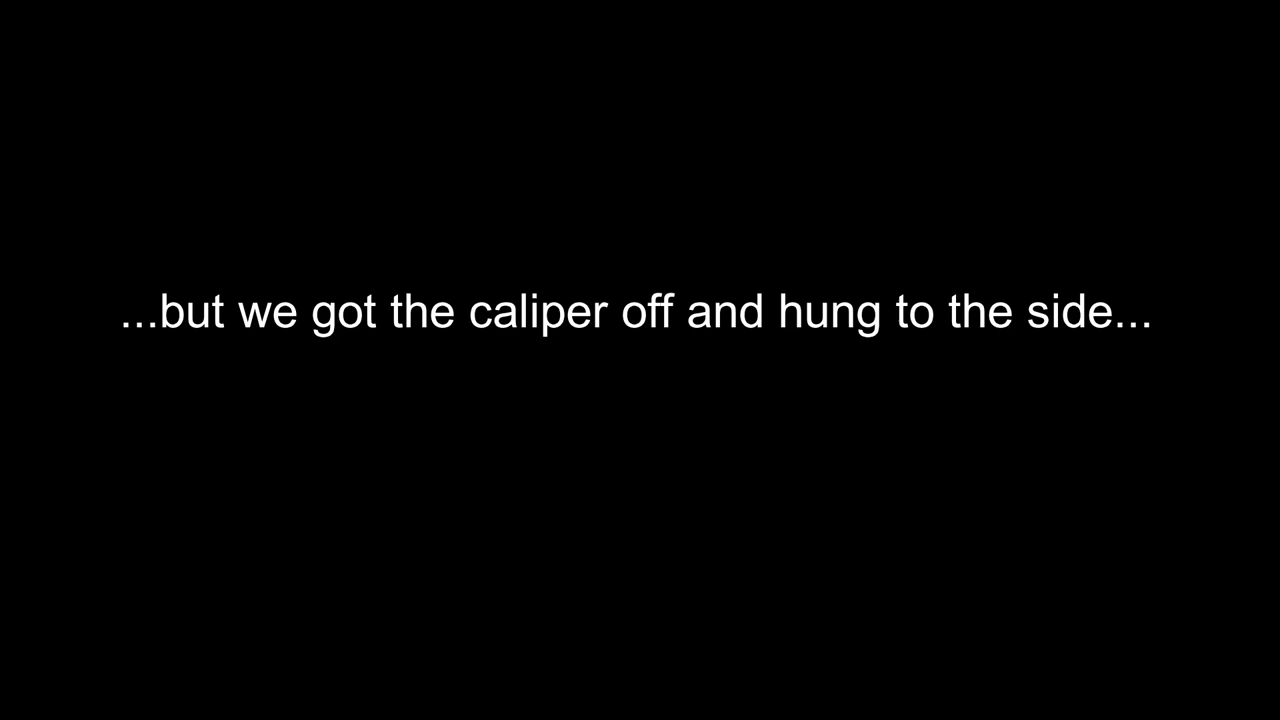 ...but we got the caliper off and hung to the side...